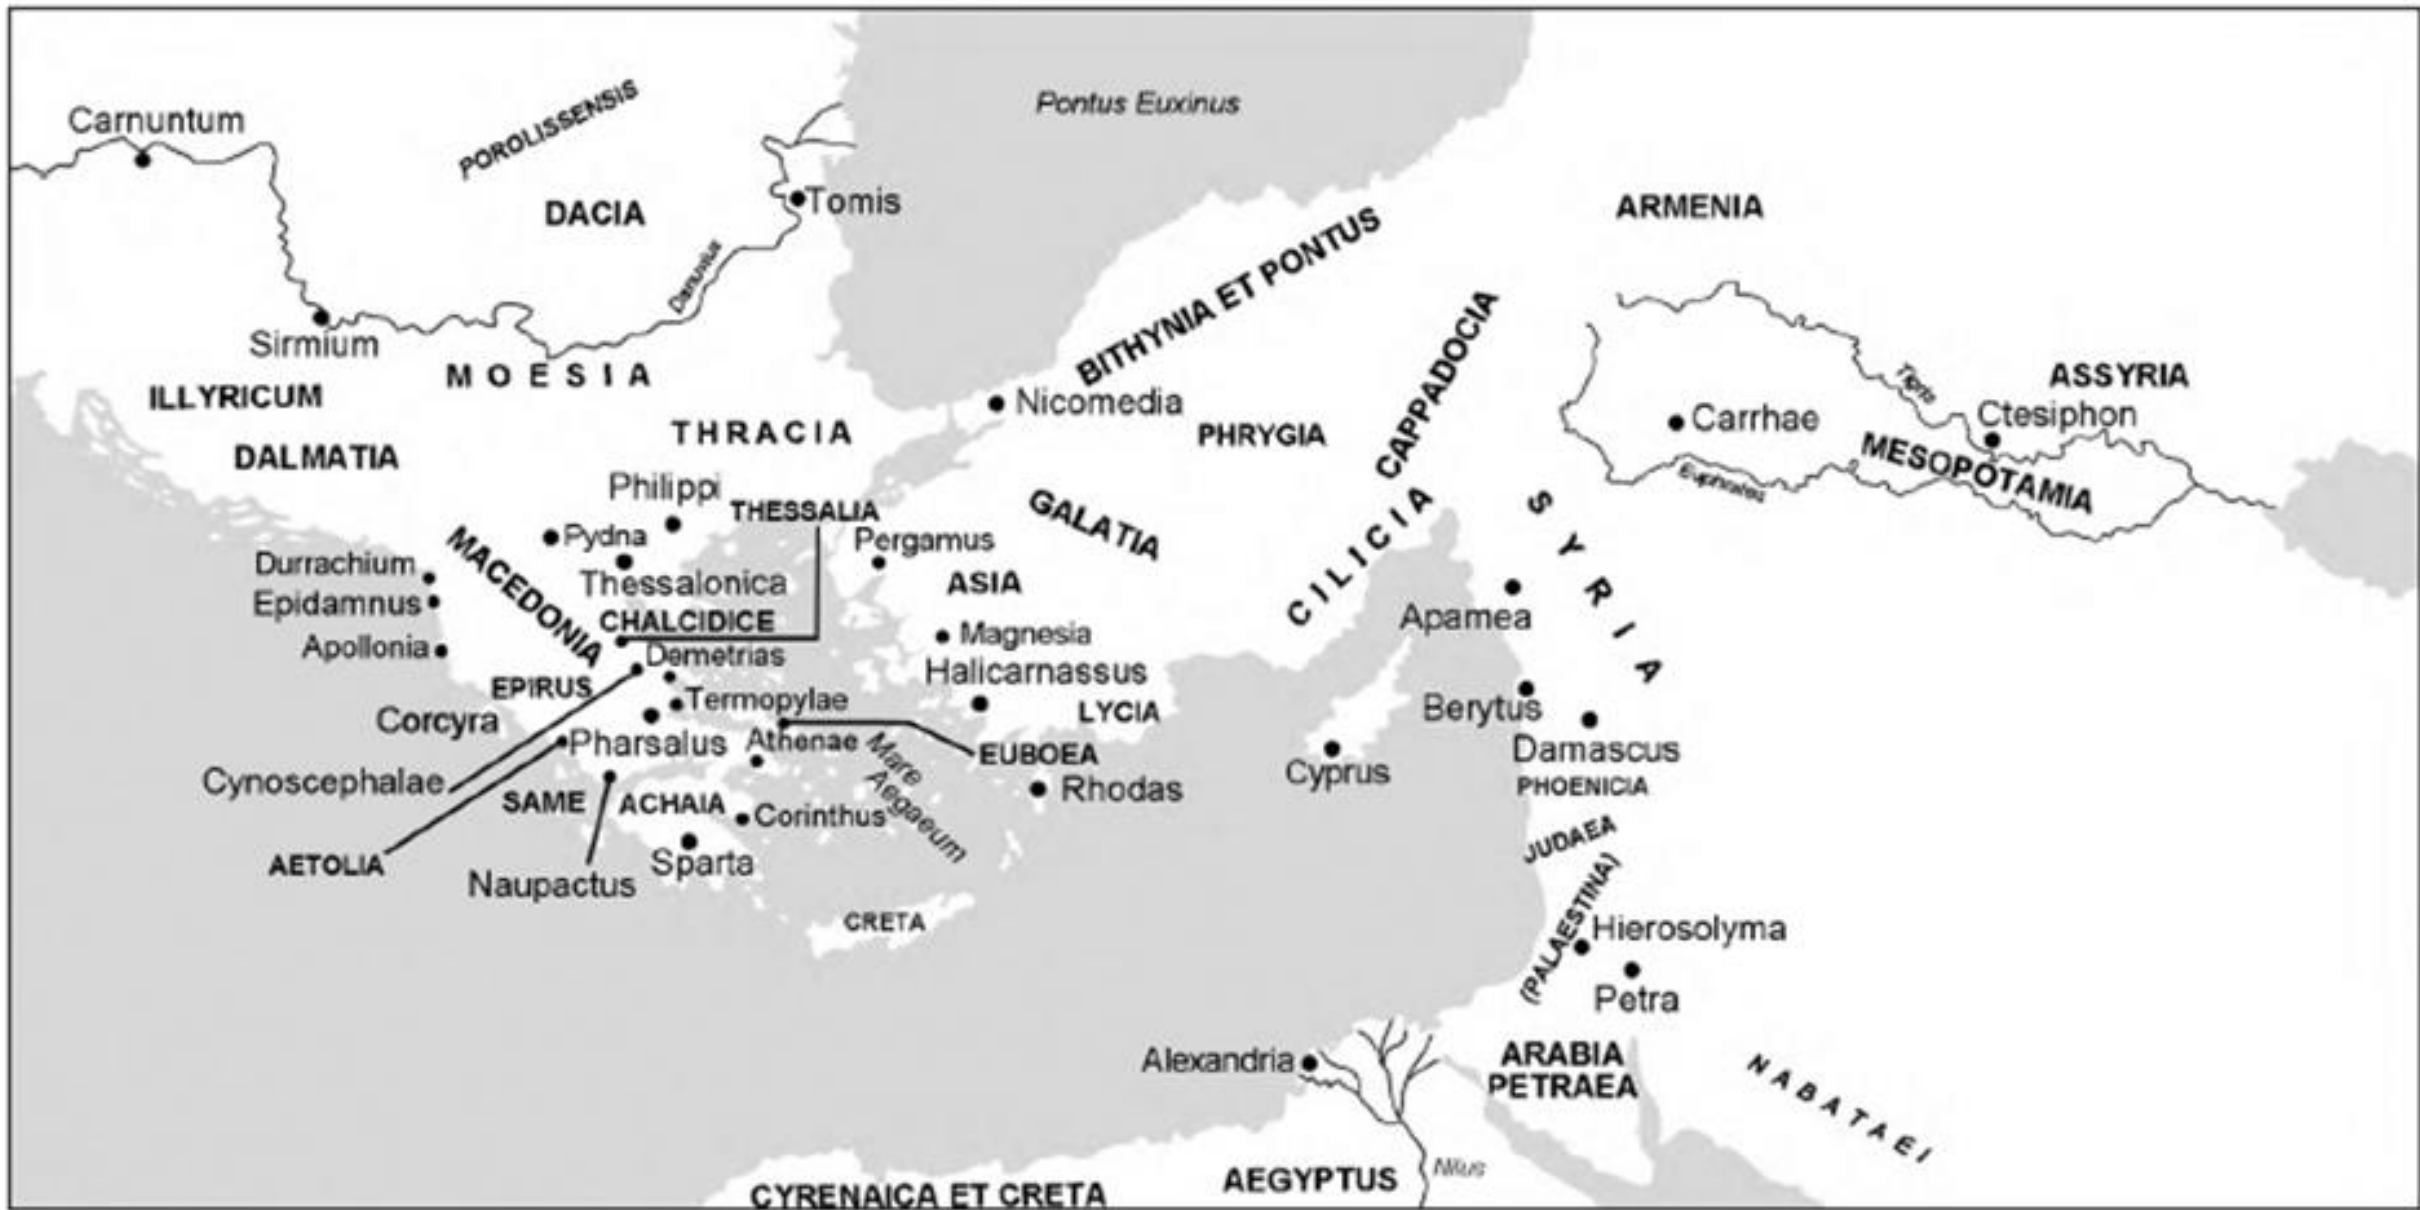 Pontus Euxinus
Carnuntum
POROLISSENSIS
DACIA
Tomis
ARMENIA
Danuvius
BITHYNIA ET PONTUS
Sirmium
MOESIA
ILLYRICUM
CAPPADOCIA
Tigris
ASSYRIA
Nicomedia
Carrhae
Ctesiphon
THRACIA
PHRYGIA
DALMATIA
MESOPOTAMIA
Euphrates
Philippi
THESSALIA
GALATIA
CILICIA
SYRIA
Pydna
Pergamus
MACEDONIA
Durrachium
Thessalonica
ASIA
Epidamnus
CHALCIDICE
Apamea
Apollonia
Magnesia
Demetrias
Halicarnassus
EPIRUS
Termopylae
LYCIA
Berytus
Corcyra
Pharsalus
Athenae
Mare
Aegaeum
EUBOEA
Damascus
Cynoscephalae
Cyprus
PHOENICIA
SAME
ACHAIA
Corinthus
Rhodas
JUDAEA
AETOLIA
Sparta
Naupactus
(PALAESTINA)
CRETA
Hierosolyma
Petra
Alexandria
ARABIA
PETRAEA
NABATAEI
Nilus
AEGYPTUS
CYRENAICA ET CRETA